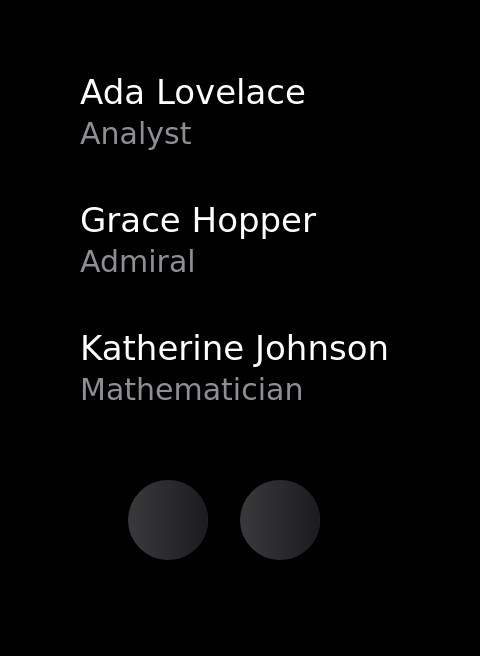 Ada Lovelace
Analyst
Grace Hopper
Admiral
Katherine Johnson
Mathematician